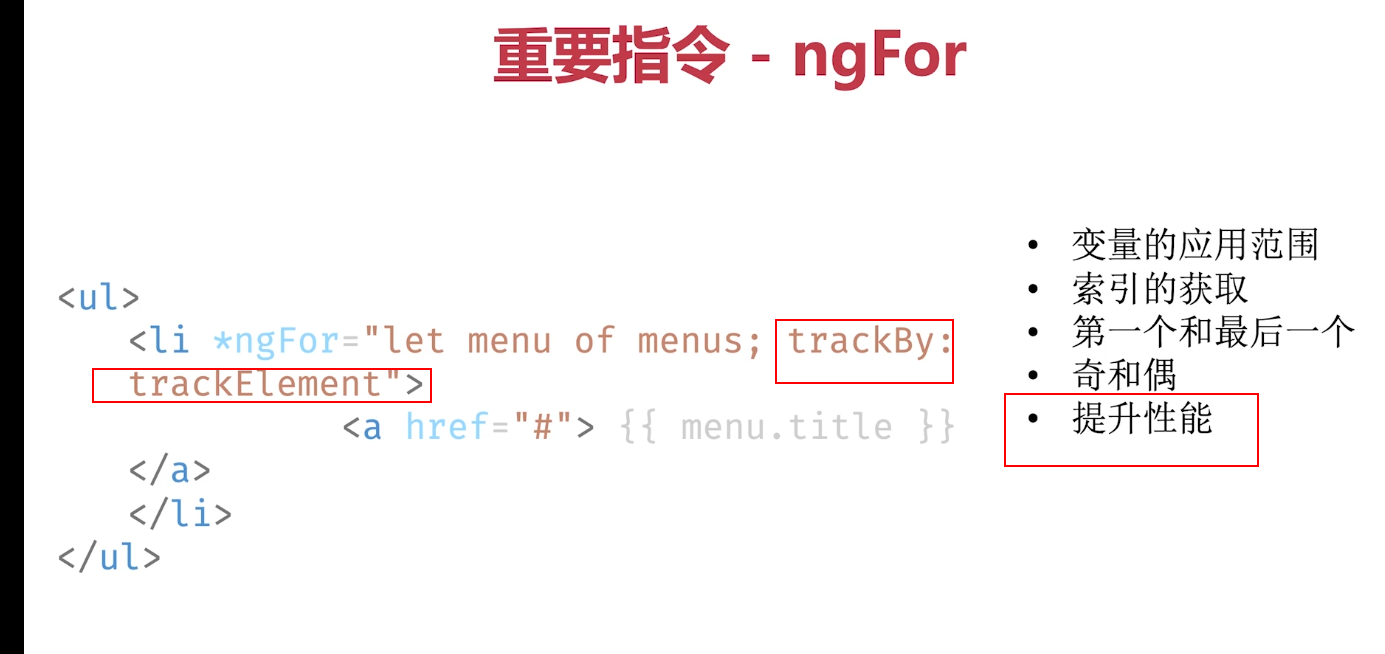 重要指令 - ngFor
<ul>
<li *ngFor="let menu of menus; trackBy:
trackElement">
<a href="#"> {{ menu.title }}
</a>
</li>
</ul>
• 变量的应用范围
• 索引的获取
• 第一个和最后一个
• 奇和偶
• 提升性能